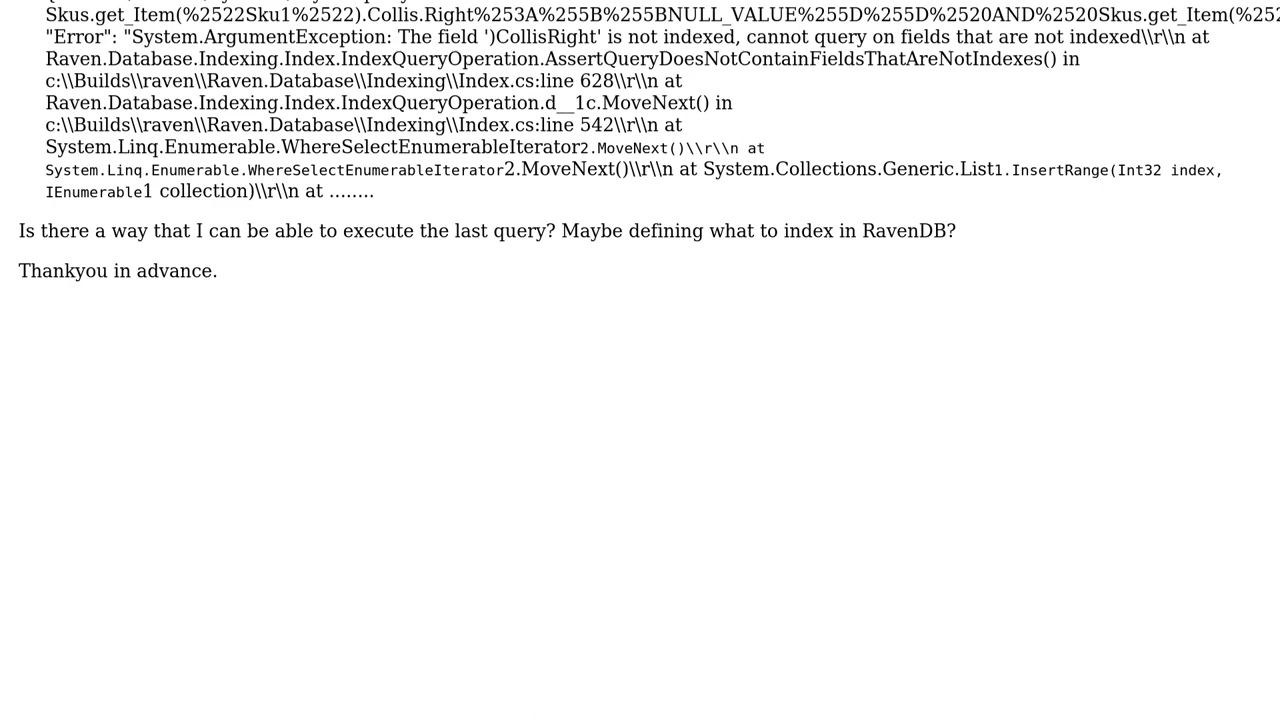 Skus.get_Item(%2522Sku1%2522).Collis.Right%253A%255B%255BNULL_VALUE%255D%255D%2520AND%2520Skus.get_Item(%252
"Error": "System.ArgumentException: The field ')CollisRight' is not indexed, cannot query on fields that are not indexed\\r\\n at
Raven.Database.Indexing.Index.IndexQueryOperation.AssertQueryDoesNotContainFieldsThatAreNotIndexes() in
c:\\Builds\\raven\\Raven.Database\\Indexing\\Index.cs:line 628\\r\\n at
Raven.Database.Indexing.Index.IndexQueryOperation.d__1c.MoveNext() in
c:\\Builds\\raven\\Raven.Database\\Indexing\\Index.cs:line 542\\r\\n at
System.Linq.Enumerable.WhereSelectEnumerableIterator2.MoveNext()\\r\\n at
System.Linq.Enumerable.WhereSelectEnumerableIterator2.MoveNext()\\r\\n at System.Collections.Generic.List1.InsertRange(Int32 index,
IEnumerable1 collection)\\r\\n at ........
Is there a way that I can be able to execute the last query? Maybe defining what to index in RavenDB?
Thankyou in advance.